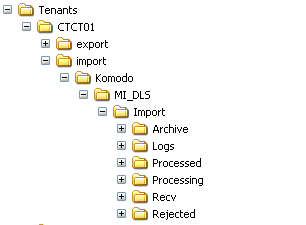 Tenants
CTCT01
export
import
Komodo
MI_DLS
Import
Archive
Logs
Processed
Processing
Recv
Rejected